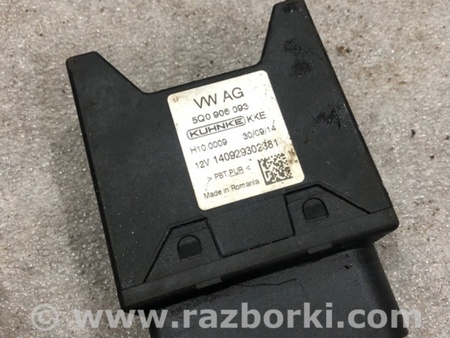 VW AG
5Q0 906 093
KUHNKE KKE
H10 0009 30/09/14
12V 140929302381
> PBT PUR <
Made in Romania
www.razborki.com